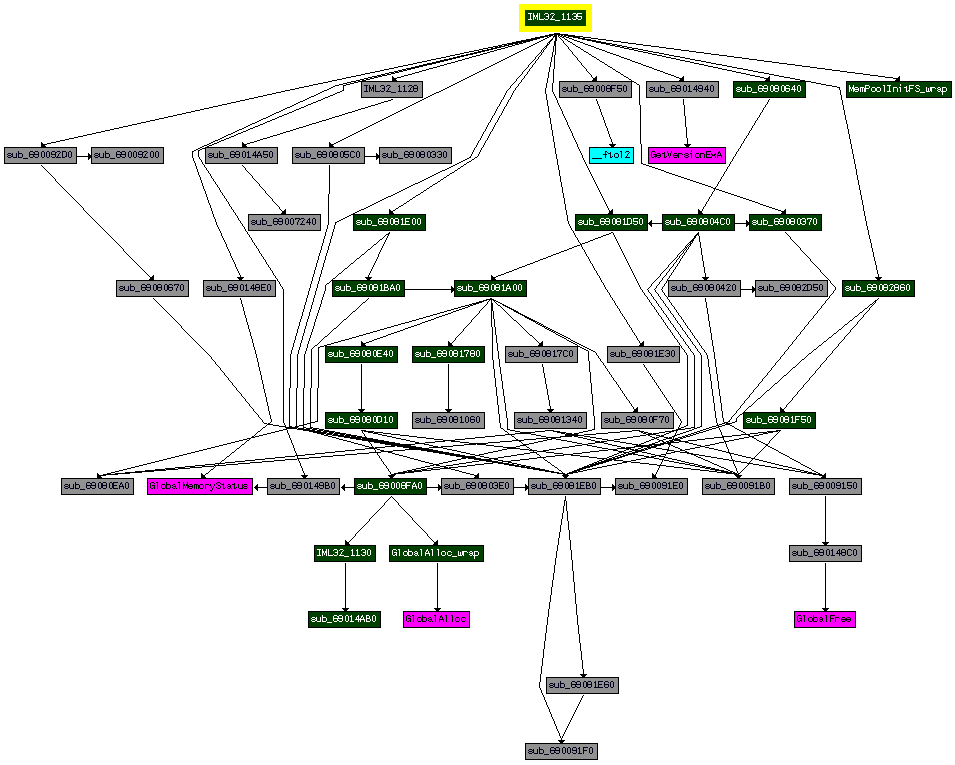 IML32_1135
IML32_1128
sub_69008F50
sub_69014940
sub_69080640
MemPoolInitFS_wrap
sub_690092D0
sub_69009200
sub_69014A50
sub_690805C0
sub_69080330
__ftol2
GetVersionExA
sub_69007240
sub_69081E00
sub_69081D50
sub_690804C0
sub_69080370
sub_69080670
sub_690148E0
sub_69081BA0
sub_69081A00
sub_69080420
sub_69082D50
sub_69082860
sub_69080E40
sub_69081780
sub_690817C0
sub_69081E30
sub_69080D10
sub_69081060
sub_69081340
sub_69080F70
sub_69081F50
sub_69080EA0
GlobalMemoryStatus
sub_690149B0
sub_69008FA0
sub_690803E0
sub_69081EB0
sub_690091E0
sub_690091B0
sub_69009150
IML32_1130
GlobalAlloc_wrap
sub_690148C0
sub_69014AB0
GlobalAlloc
GlobalFree
sub_69081E60
sub_690091F0